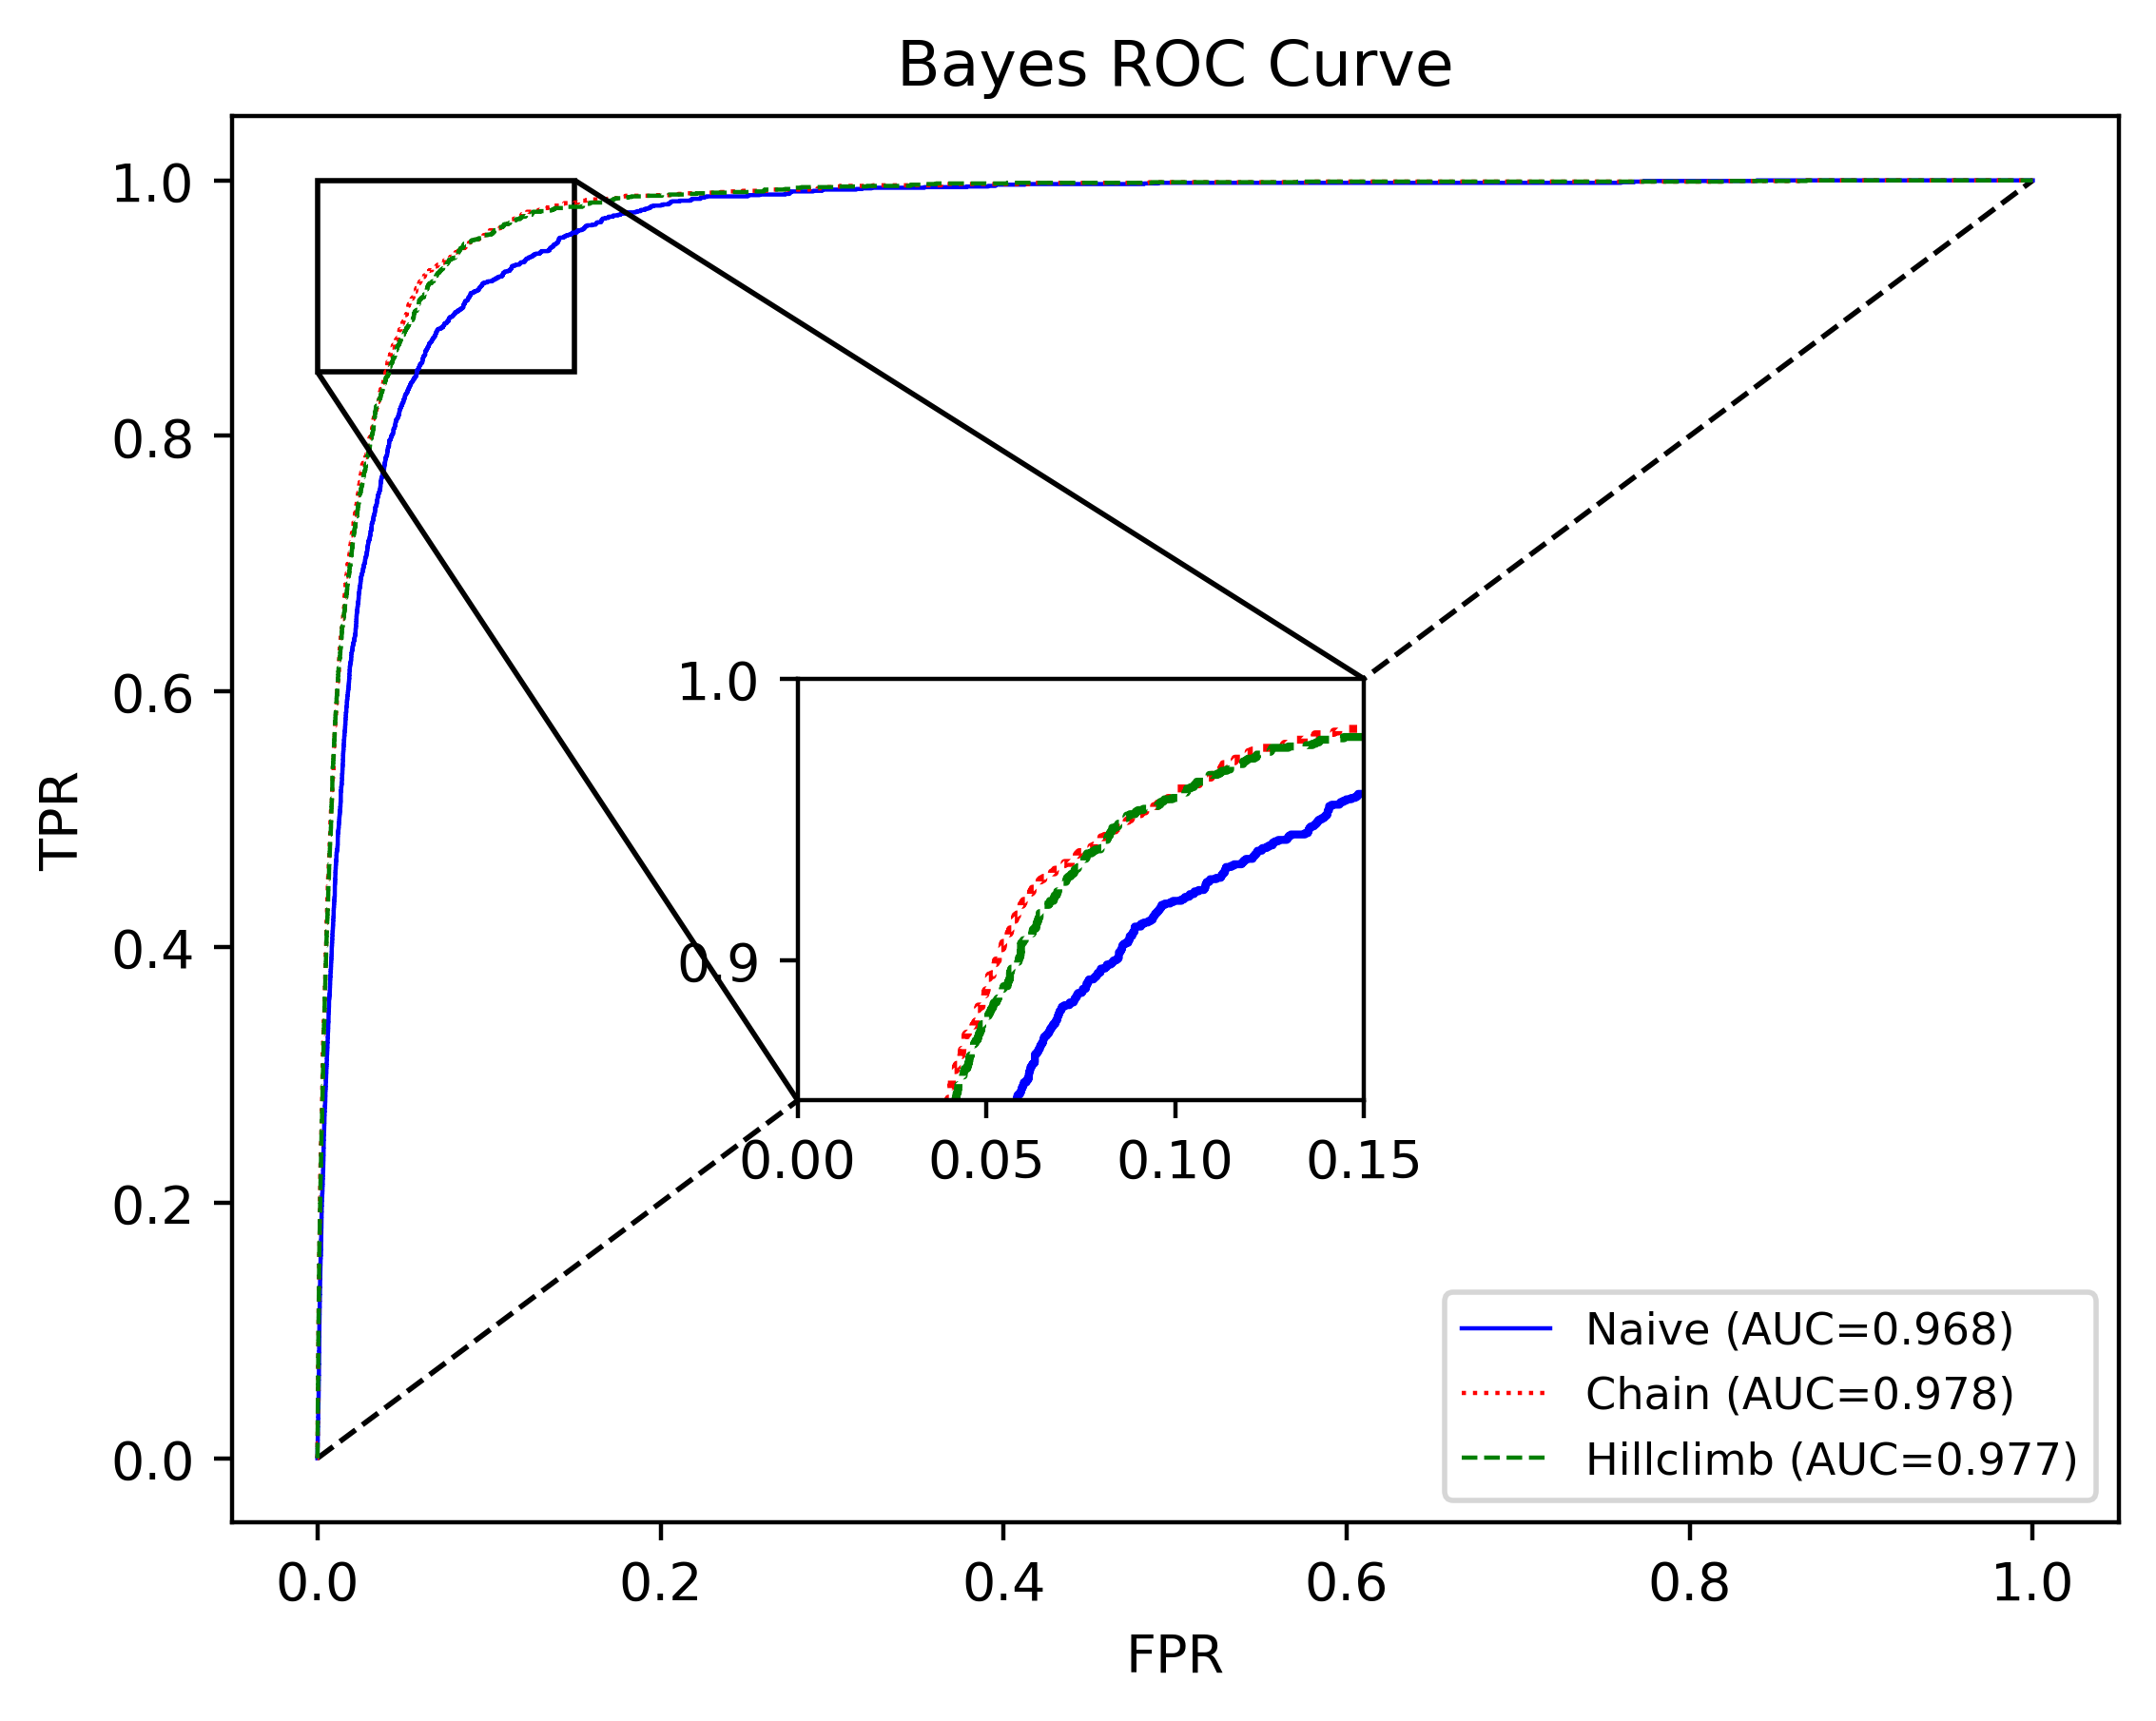 Bayes ROC Curve
1.0
0.8
0.6
0.4
0.2
0.0
TPR
1.0
0.9
0.00 0.05 0.10 0.15
Naive (AUC=0.968)
Chain (AUC=0.978)
Hillclimb (AUC=0.977)
0.0 0.2 0.4 0.6 0.8 1.0
FPR